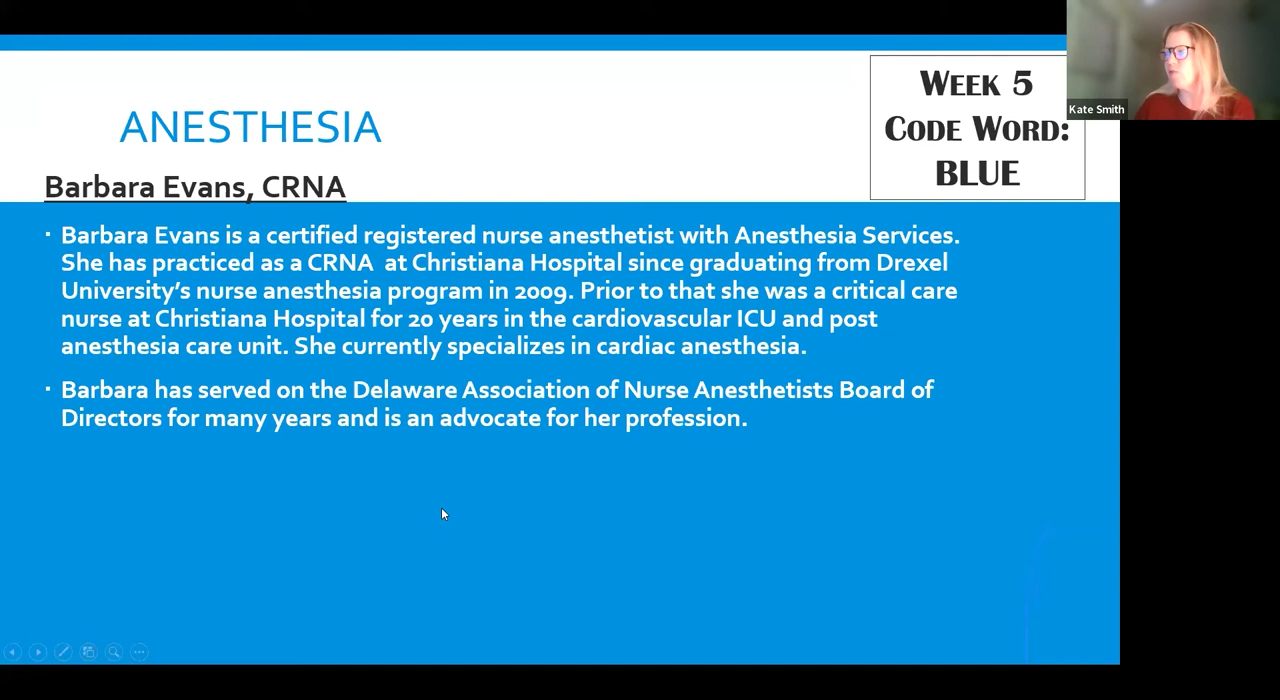 ANESTHESIA
Week 5
Code Word:
BLUE
Kate Smith
Barbara Evans, CRNA
· Barbara Evans is a certified registered nurse anesthetist with Anesthesia Services.
She has practiced as a CRNA  at Christiana Hospital since graduating from Drexel
University's nurse anesthesia program in 2009. Prior to that she was a critical care
nurse at Christiana Hospital for 20 years in the cardiovascular ICU and post
anesthesia care unit. She currently specializes in cardiac anesthesia.
· Barbara has served on the Delaware Association of Nurse Anesthetists Board of
Directors for many years and is an advocate for her profession.